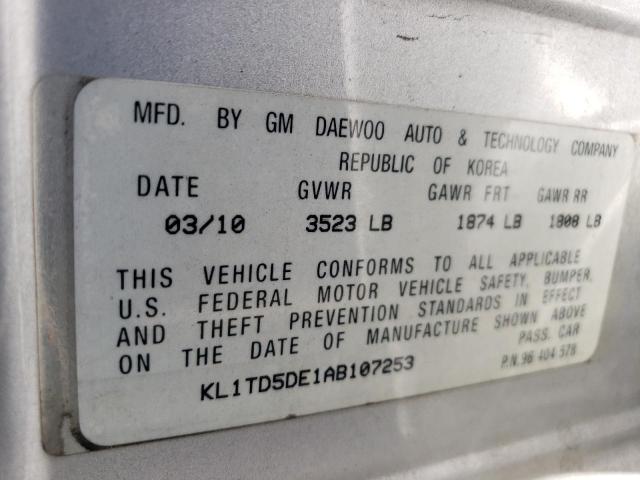 MFD. BY GM DAEWOO AUTO & TECHNOLOGY COMPANY
REPUBLIC OF KOREA
DATE GVWR GAWR FRT GAWR RR
03/10 3523 LB 1874 LB 1808 LB
THIS VEHICLE CONFORMS TO ALL APPLICABLE
U.S. FEDERAL MOTOR VEHICLE SAFETY, BUMPER,
AND THEFT PREVENTION STANDARDS IN EFFECT
ON THE DATE OF MANUFACTURE SHOWN ABOVE
PASS. CAR
KL1TD5DE1AB107253 P.N.96 404 578